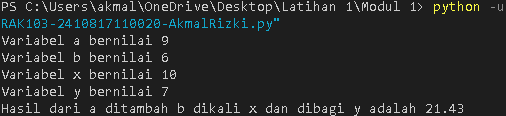 PS C:\Users\akmal\OneDrive\Desktop\Latihan 1\Modul 1> python -u
RAK103-2410817110020-AkmalRizki.py"
Variabel a bernilai 9
Variabel b bernilai 6
Variabel x bernilai 10
Variabel y bernilai 7
Hasil dari a ditambah b dikali x dan dibagi y adalah 21.43